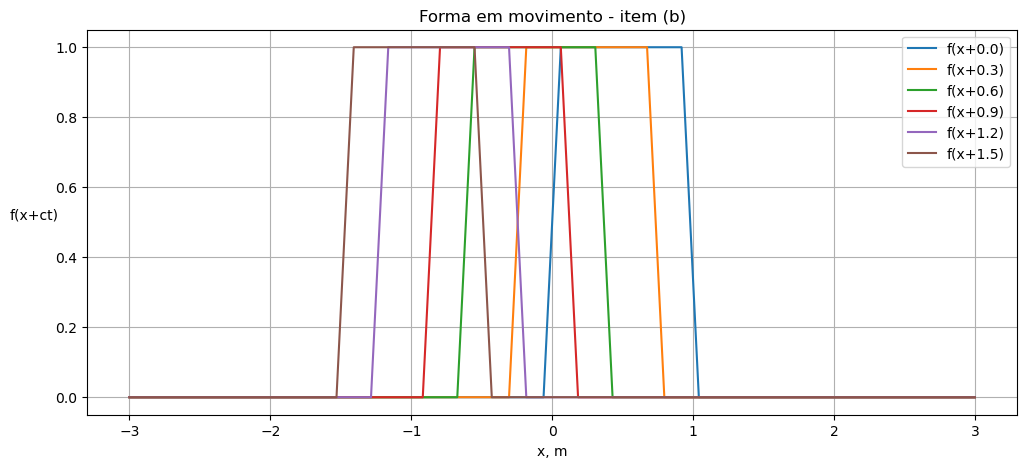 Forma em movimento - item (b)
f(x+0.0)
f(x+0.3)
f(x+0.6)
f(x+0.9)
f(x+1.2)
f(x+1.5)
1.0
0.8
0.6
f(x+ct)
0.4
0.2
0.0
−3 −2 −1 0 1 2 3
x, m